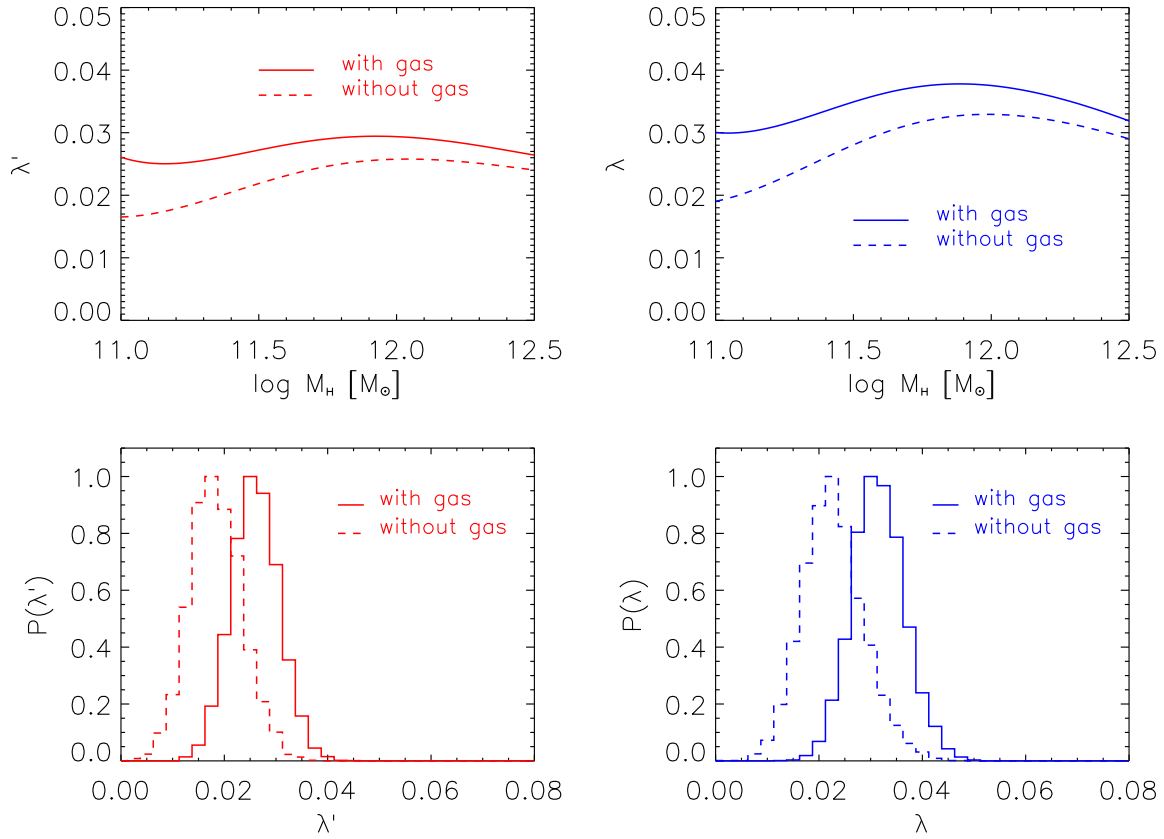 0.05
0.04
0.03
0.02
0.01
0.00
λ'
with gas
without gas
11.0 11.5 12.0 12.5
log M_H [M_⊙]
0.05
0.04
0.03
0.02
0.01
0.00
λ
with gas
without gas
11.0 11.5 12.0 12.5
log M_H [M_⊙]
1.0
0.8
0.6
0.4
0.2
0.0
P(λ')
with gas
without gas
0.00 0.02 0.04 0.06 0.08
λ'
1.0
0.8
0.6
0.4
0.2
0.0
P(λ)
with gas
without gas
0.00 0.02 0.04 0.06 0.08
λ